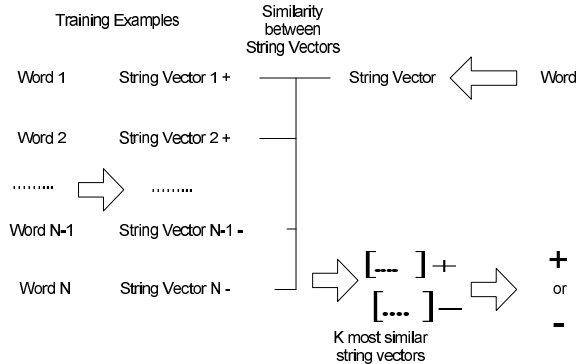 Training Examples
Similarity
between
String Vectors
Word 1 String Vector 1 + String Vector Word
Word 2 String Vector 2 +
......... .........
Word N-1 String Vector N-1 -
Word N String Vector N -
[.... ] +
[.... ] —
K most similar
string vectors
+
or
-